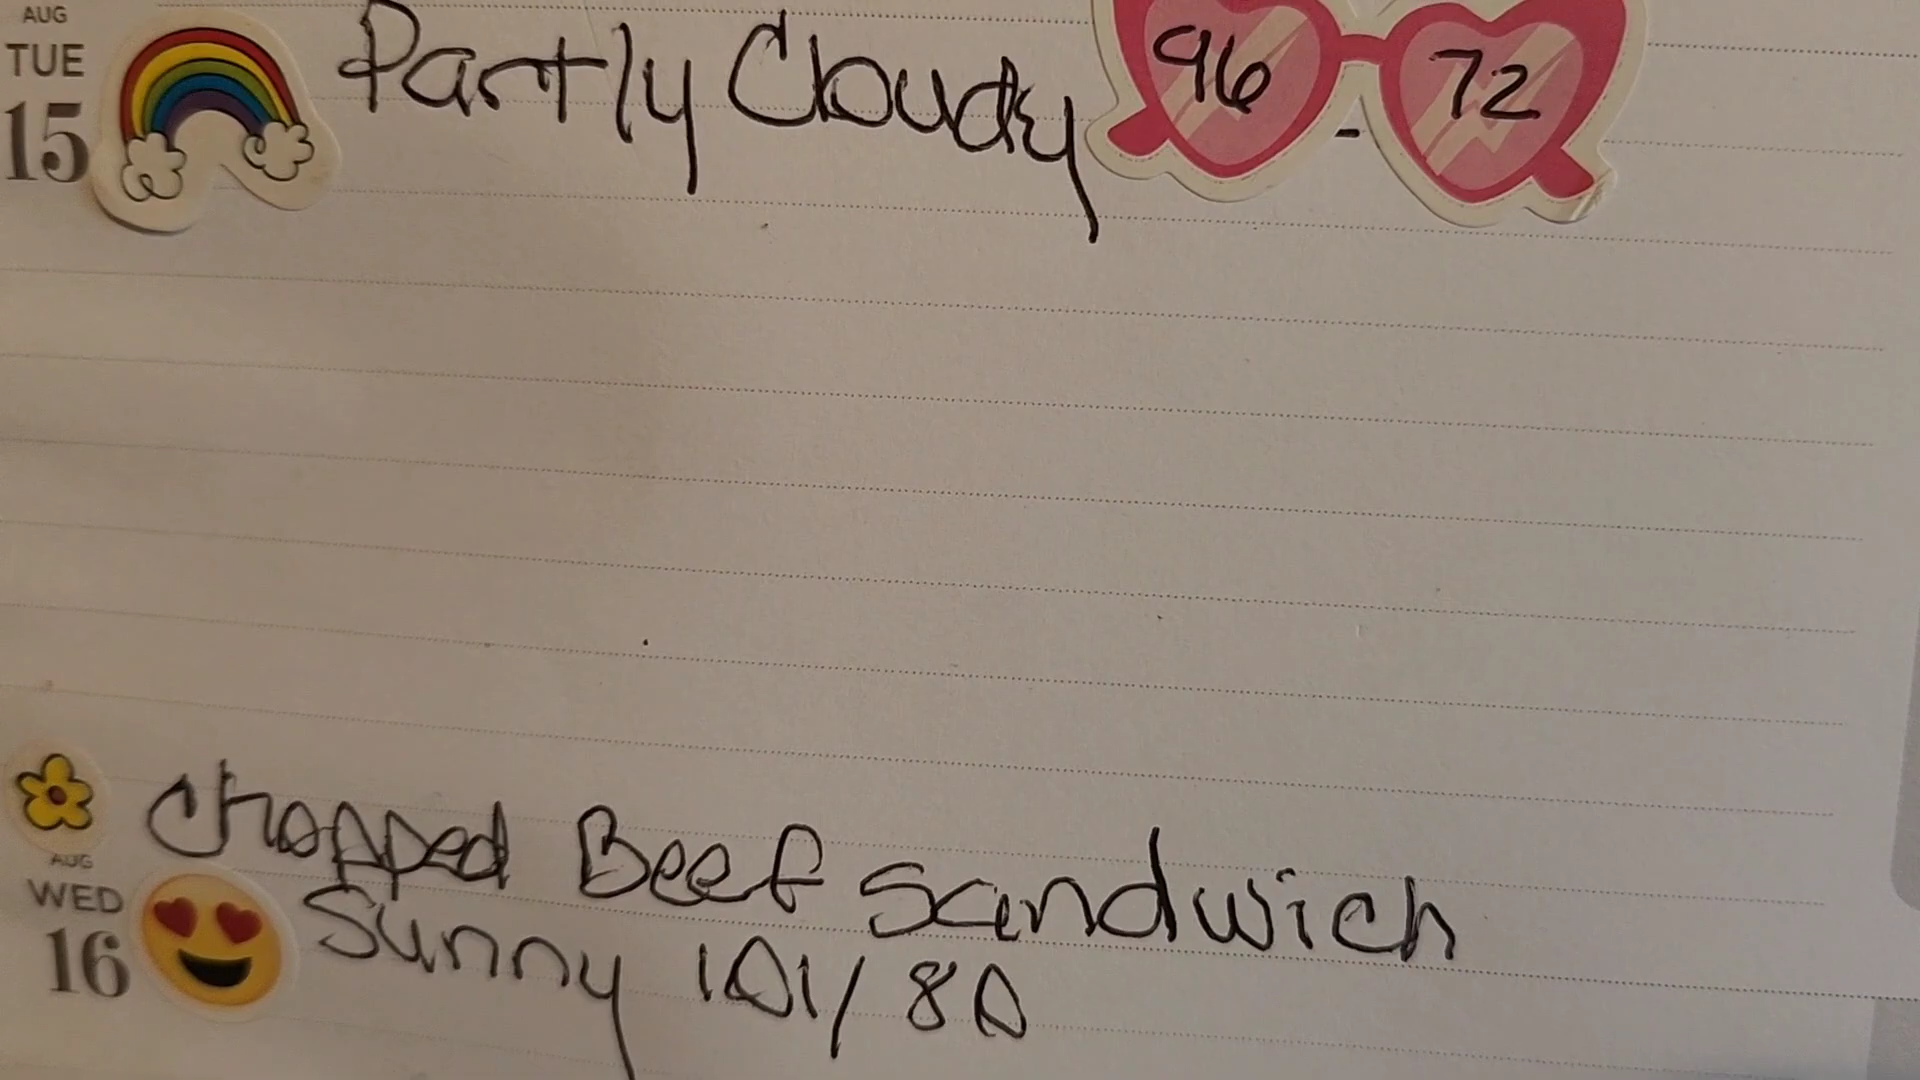 AUG
TUE
15
Partly Cloudy 96 - 72
Chopped Beef Sandwich
AUG
WED
16
Sunny 101/80